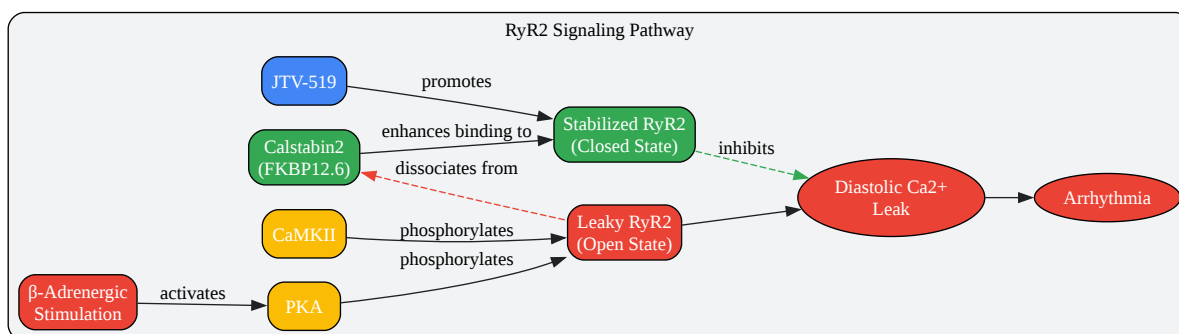 RyR2 Signaling Pathway
JTV-519
promotes
Stabilized RyR2
(Closed State)
enhances binding to
Calstabin2
(FKBP12.6)
dissociates from
inhibits
Diastolic Ca2+
Leak
Arrhythmia
CaMKII
phosphorylates
Leaky RyR2
(Open State)
phosphorylates
β-Adrenergic
Stimulation
activates
PKA